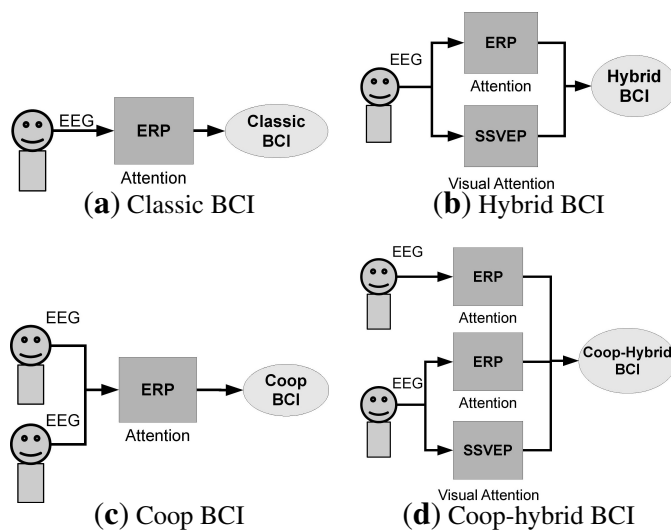 EEG
ERP
Attention
Classic
BCI
(a) Classic BCI
EEG
ERP
Attention
SSVEP
Visual Attention
Hybrid
BCI
(b) Hybrid BCI
EEG
EEG
ERP
Attention
Coop
BCI
(c) Coop BCI
EEG
ERP
Attention
EEG
ERP
Attention
SSVEP
Visual Attention
Coop-Hybrid
BCI
(d) Coop-hybrid BCI